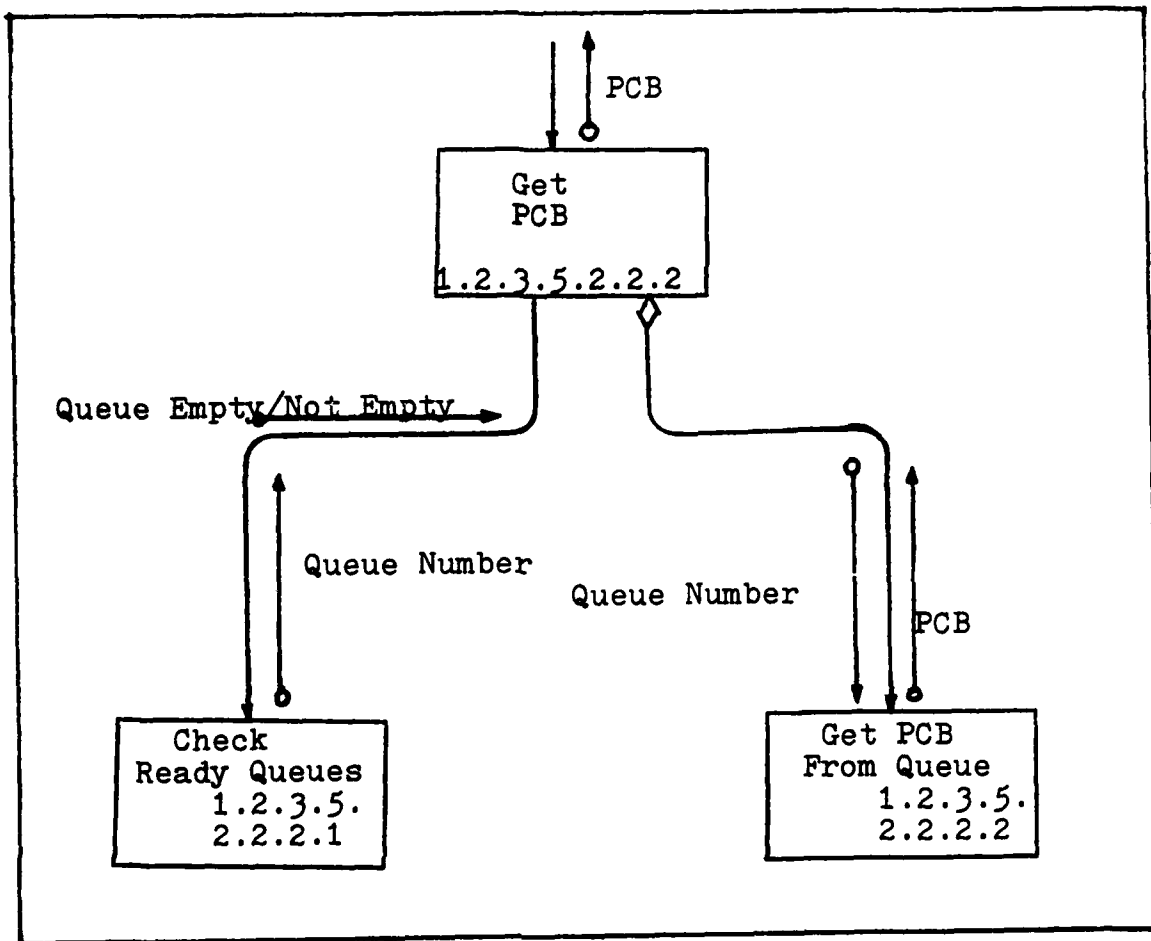 PCB
Get
PCB
1.2.3.5.2.2.2
Queue Empty/Not Empty
Queue Number
Queue Number
PCB
Check
Ready Queues
1.2.3.5.
2.2.2.1
Get PCB
From Queue
1.2.3.5.
2.2.2.2